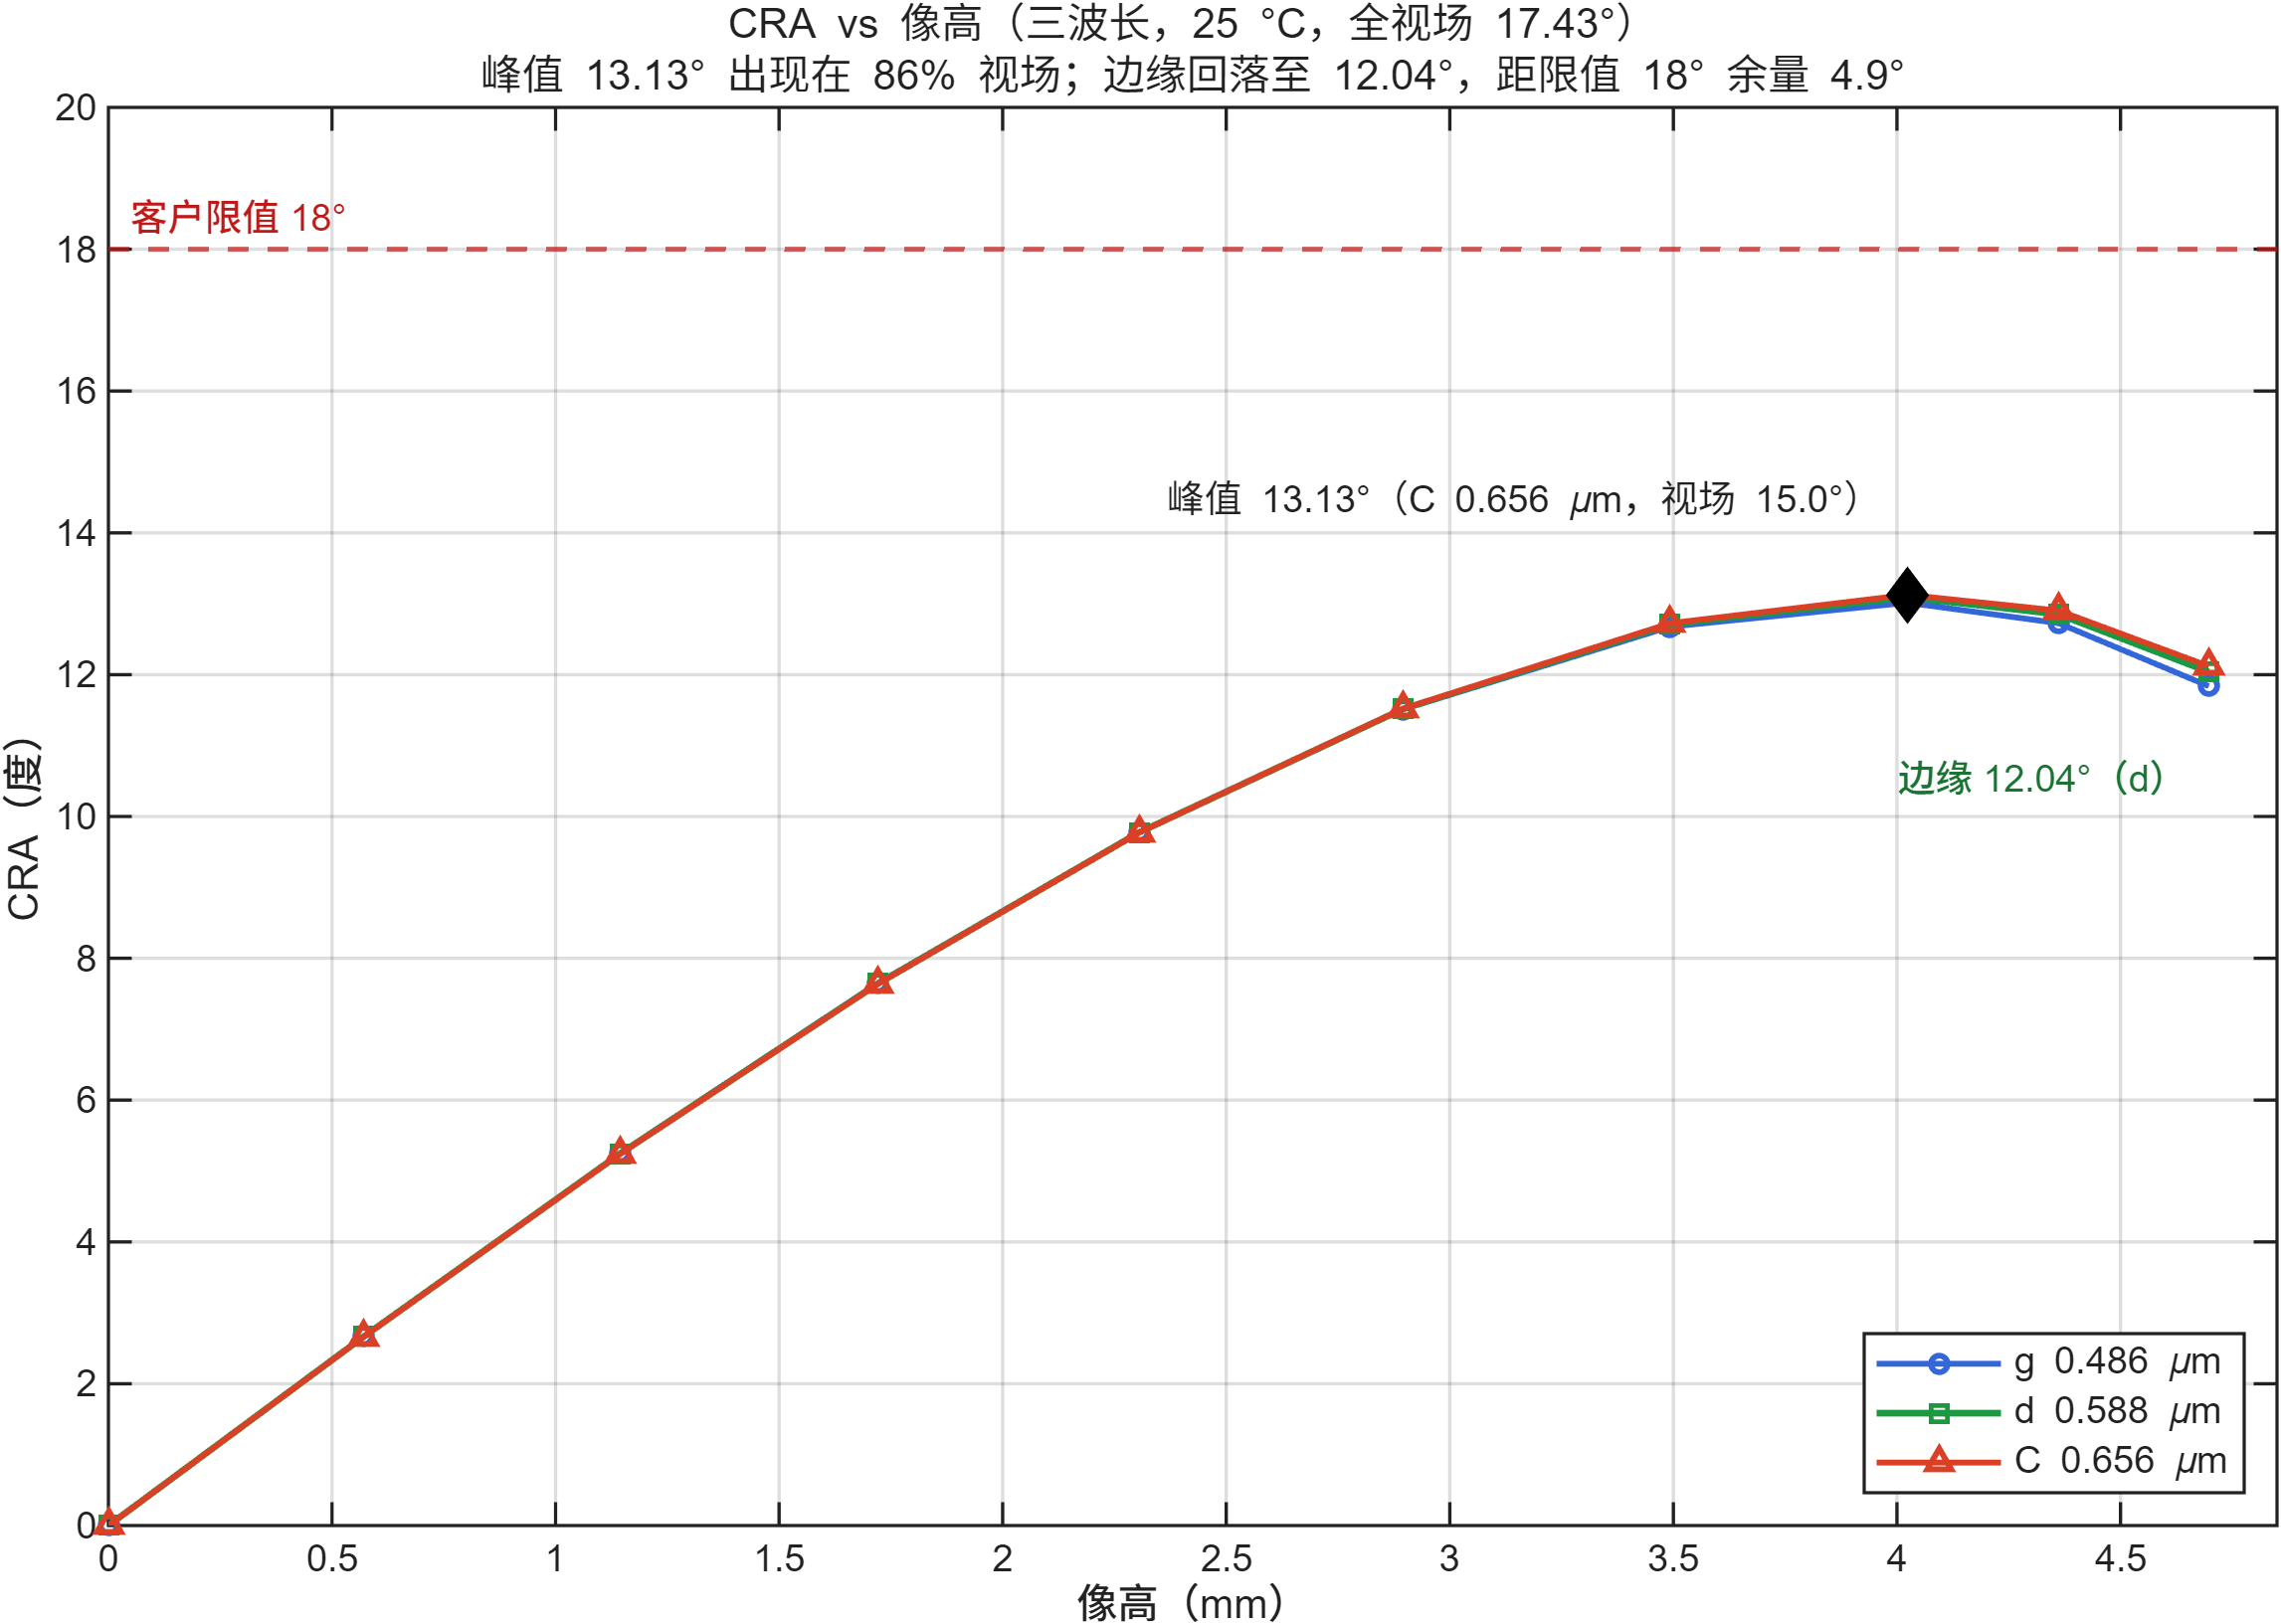 CRA vs 像高（三波长，25 °C，全视场 17.43°）
峰值 13.13° 出现在 86% 视场；边缘回落至 12.04°，距限值 18° 余量 4.9°
20
18
16
14
12
10
8
6
4
2
0
客户限值 18°
峰值 13.13°（C 0.656 μm，视场 15.0°）
边缘 12.04°（d）
CRA（度）
g 0.486 μm
d 0.588 μm
C 0.656 μm
0 0.5 1 1.5 2 2.5 3 3.5 4 4.5
像高（mm）